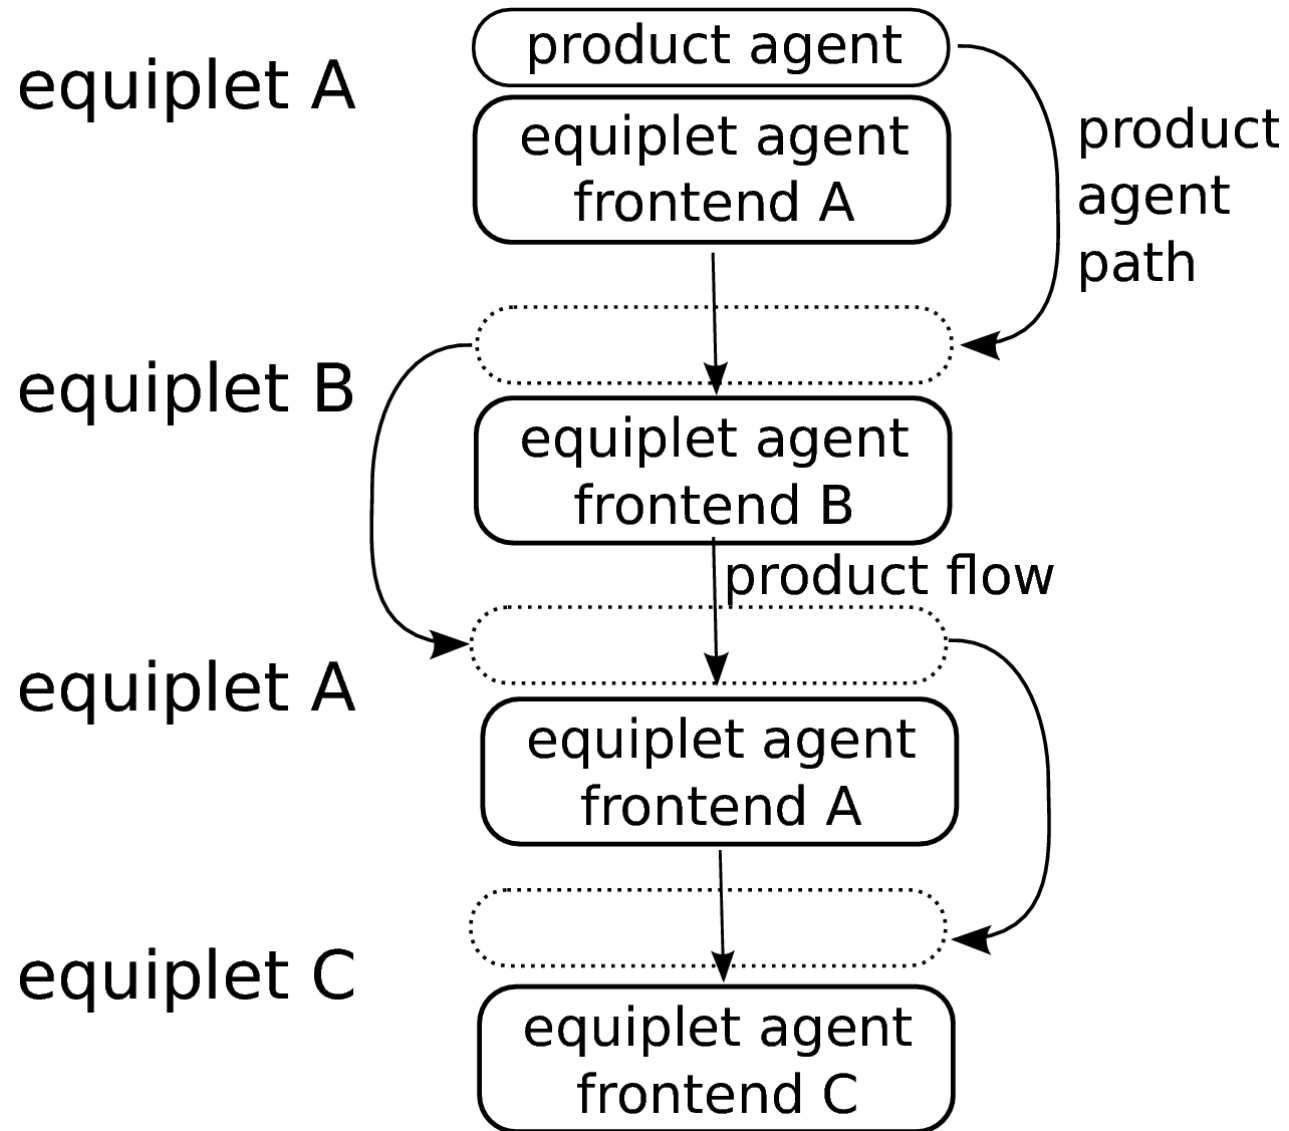 product agent
equiplet A
equiplet agent
frontend A
product
agent
path
equiplet B
equiplet agent
frontend B
product flow
equiplet A
equiplet agent
frontend A
equiplet C
equiplet agent
frontend C